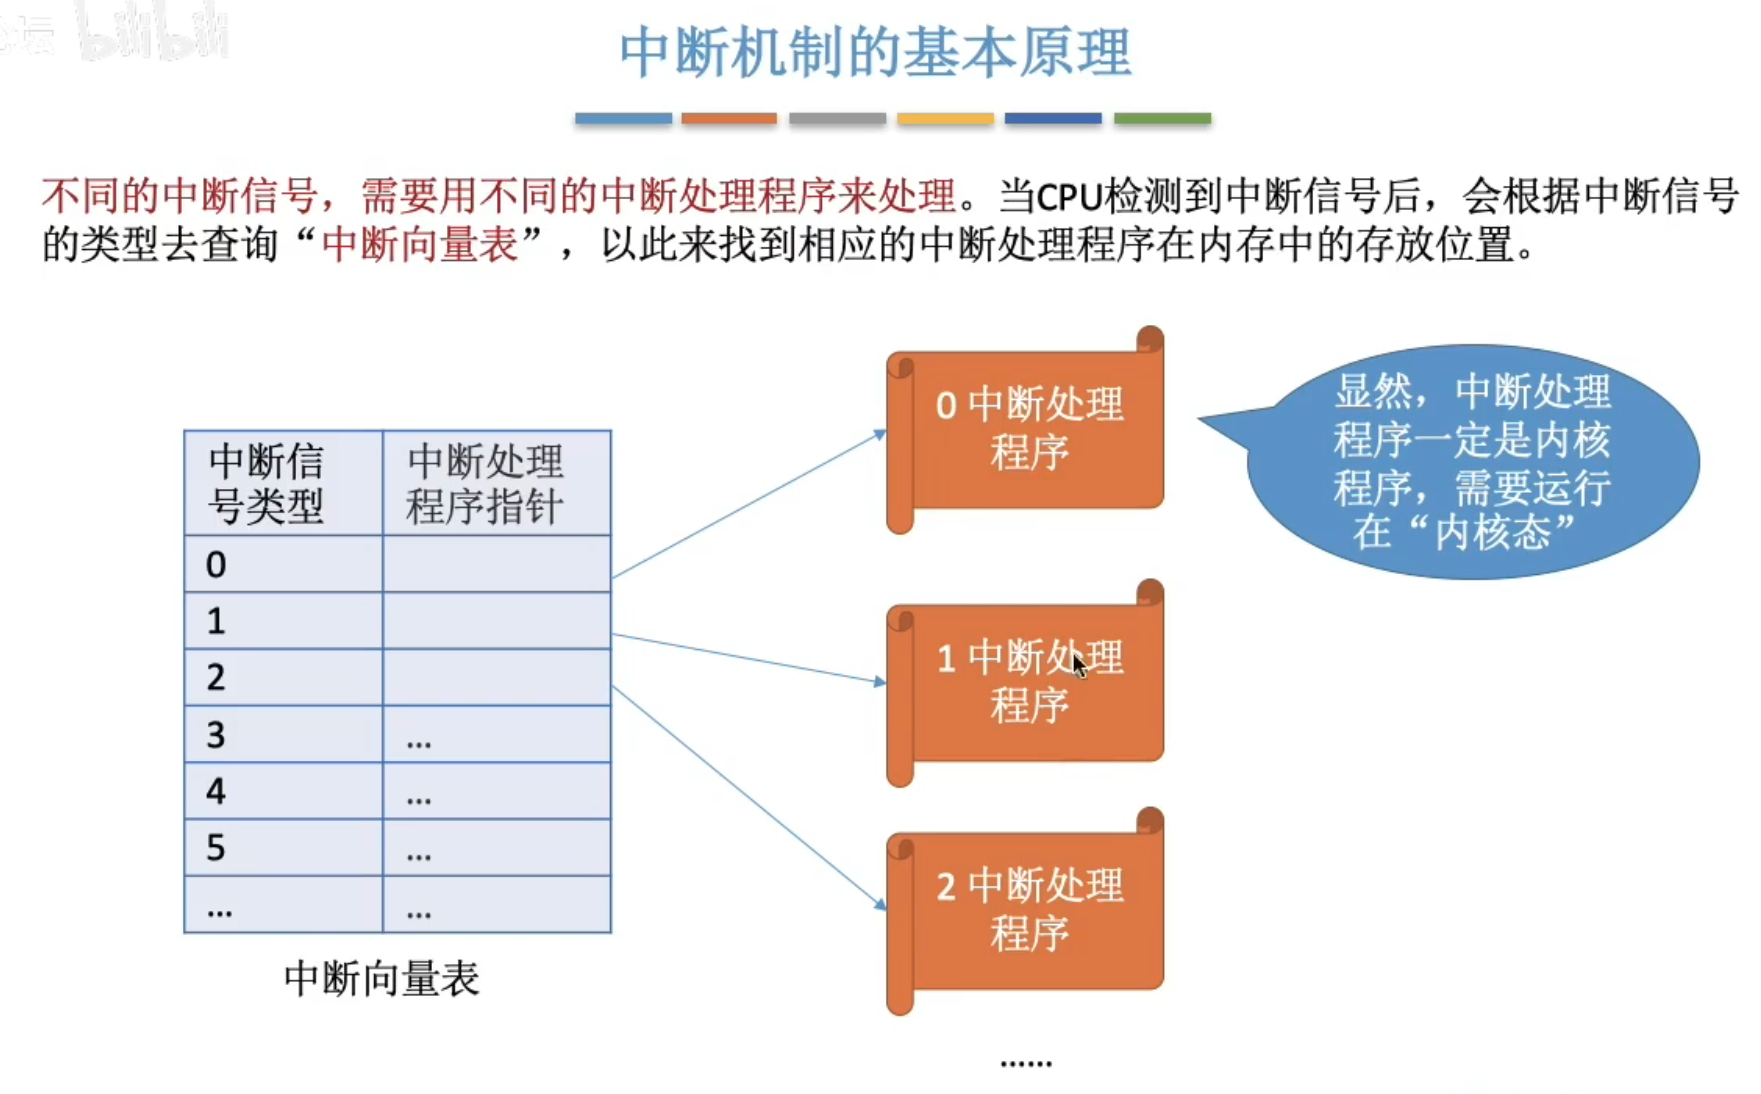 坛 bilibili
中断机制的基本原理
不同的中断信号，需要用不同的中断处理程序来处理。当CPU检测到中断信号后，会根据中断信号
的类型去查询“中断向量表”，以此来找到相应的中断处理程序在内存中的存放位置。
中断信
号类型
中断处理
程序指针
0
1
2
3 ...
4 ...
5 ...
... ...
中断向量表
0 中断处理
程序
1 中断处理
程序
2 中断处理
程序
......
显然，中断处理
程序一定是内核
程序，需要运行
在“内核态”